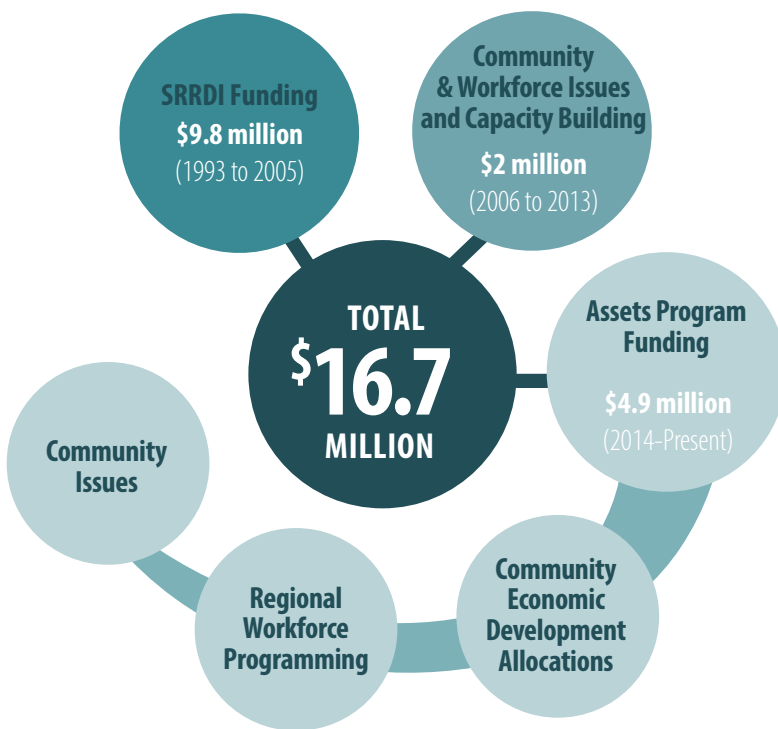 SRRDI Funding
$9.8 million
(1993 to 2005)
Community
& Workforce Issues
and Capacity Building
$2 million
(2006 to 2013)
TOTAL
$16.7
MILLION
Assets Program
Funding
$4.9 million
(2014-Present)
Community
Issues
Regional
Workforce
Programming
Community
Economic
Development
Allocations